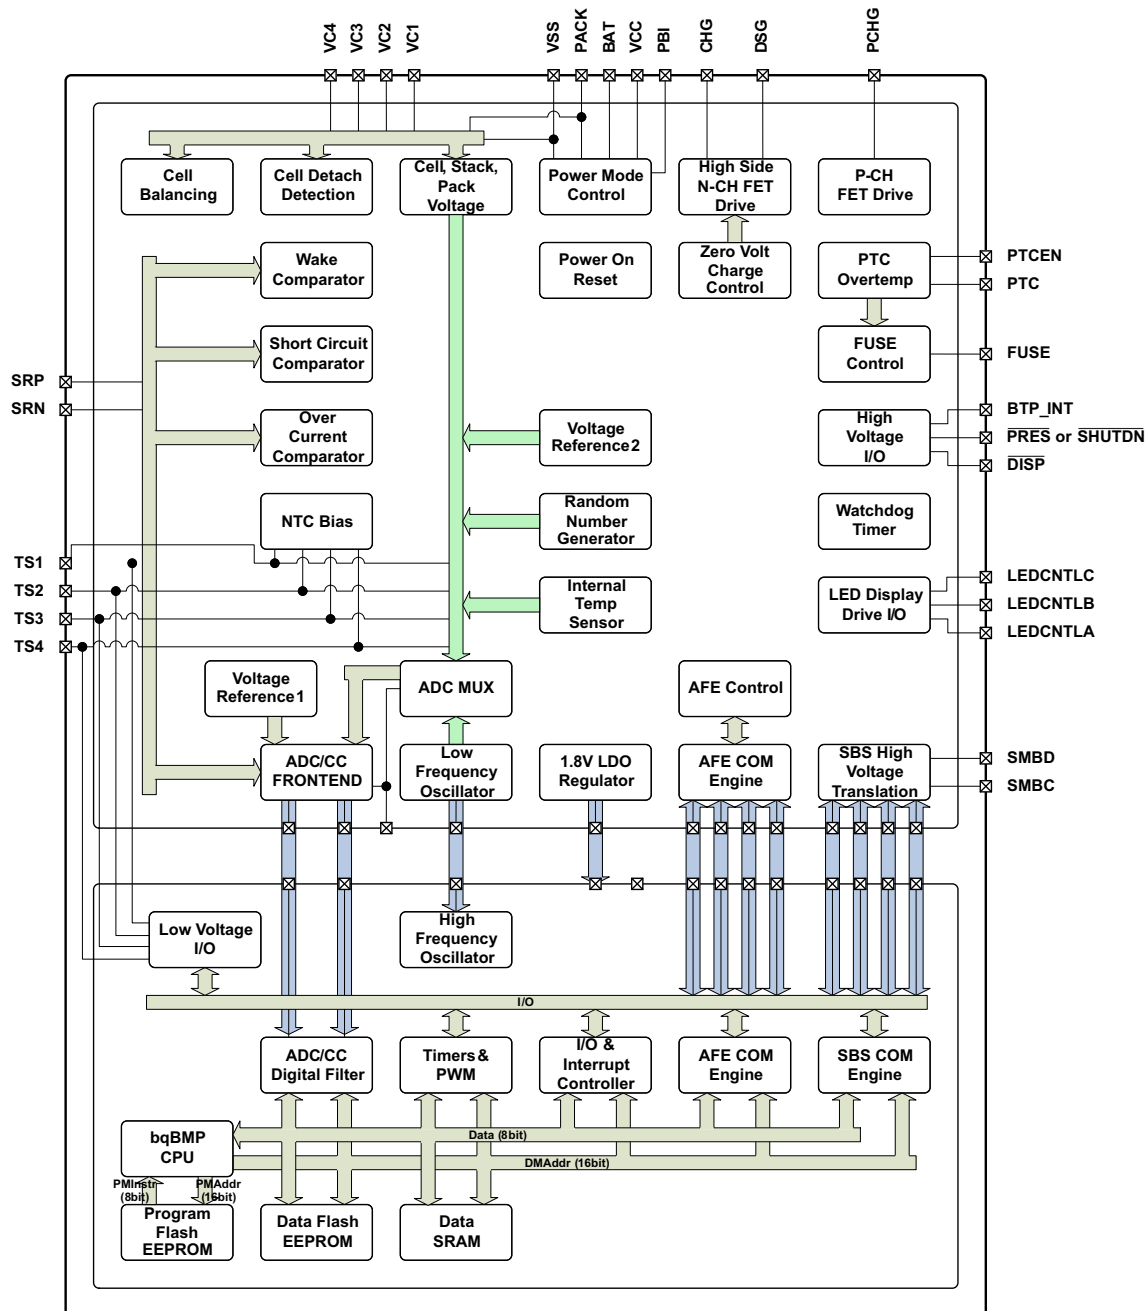 VC4
VC3
VC2
VC1
VSS
PACK
BAT
VCC
PBI
CHG
DSG
PCHG
Cell
Balancing
Cell Detach
Detection
Cell, Stack,
Pack
Voltage
Power Mode
Control
High Side
N-CH FET
Drive
P-CH
FET Drive
Wake
Comparator
Power On
Reset
Zero Volt
Charge
Control
PTC
Overtemp
PTCEN
PTC
Short Circuit
Comparator
FUSE
Control
FUSE
SRP
SRN
Over
Current
Comparator
Voltage
Reference2
High
Voltage
I/O
BTP_INT
PRES or SHUTDN
DISP
NTC Bias
Random
Number
Generator
Watchdog
Timer
TS1
TS2
TS3
TS4
Internal
Temp
Sensor
LED Display
Drive I/O
LEDCNTLC
LEDCNTLB
LEDCNTLA
Voltage
Reference1
ADC MUX
AFE Control
ADC/CC
FRONTEND
Low
Frequency
Oscillator
1.8V LDO
Regulator
AFE COM
Engine
SBS High
Voltage
Translation
SMBD
SMBC
Low Voltage
I/O
High
Frequency
Oscillator
I/O
ADC/CC
Digital Filter
Timers&
PWM
I/O &
Interrupt
Controller
AFE COM
Engine
SBS COM
Engine
bqBMP
CPU
Data (8bit)
DMAddr (16bit)
PMInstr
(8bit)
PMAddr
(16bit)
Program
Flash
EEPROM
Data Flash
EEPROM
Data
SRAM